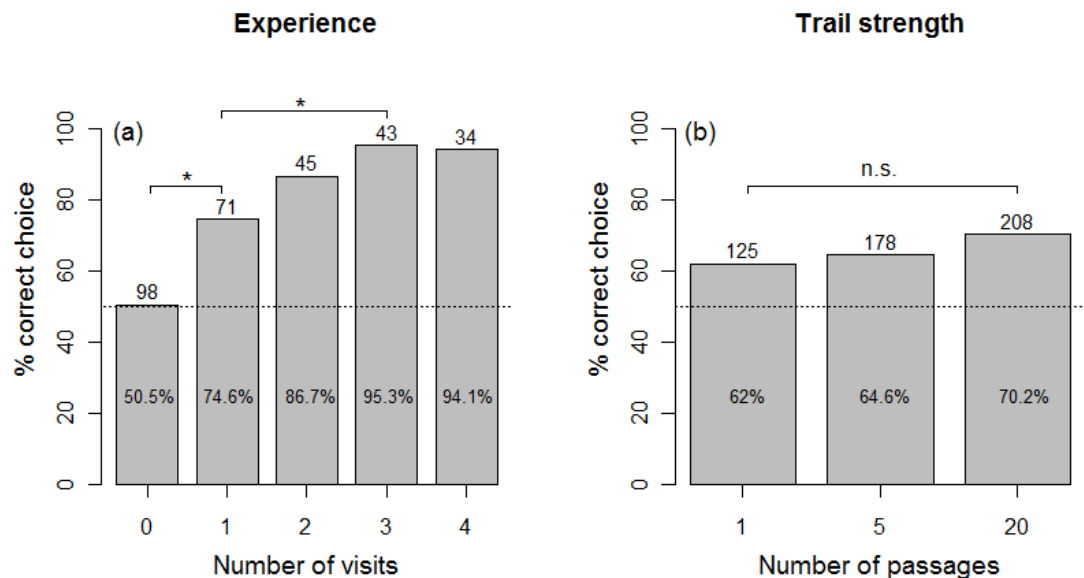 Experience
(a)
% correct choice
0
20
40
60
80
100
*
*
98
71
45
43
34
50.5%
74.6%
86.7%
95.3%
94.1%
0 1 2 3 4
Number of visits
Trail strength
(b)
% correct choice
0
20
40
60
80
100
n.s.
125
178
208
62%
64.6%
70.2%
1 5 20
Number of passages